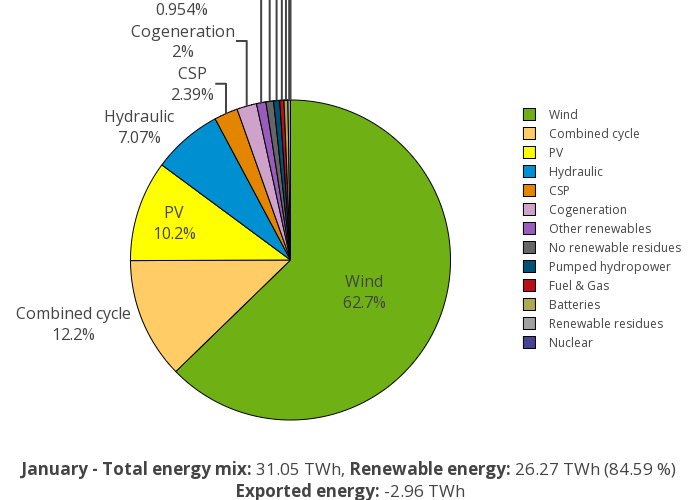 0.954%
Cogeneration
2%
CSP
2.39%
Hydraulic
7.07%
PV
10.2%
Wind
62.7%
Combined cycle
12.2%
Wind
Combined cycle
PV
Hydraulic
CSP
Cogeneration
Other renewables
No renewable residues
Pumped hydropower
Fuel & Gas
Batteries
Renewable residues
Nuclear
January - Total energy mix: 31.05 TWh, Renewable energy: 26.27 TWh (84.59 %)
Exported energy: -2.96 TWh